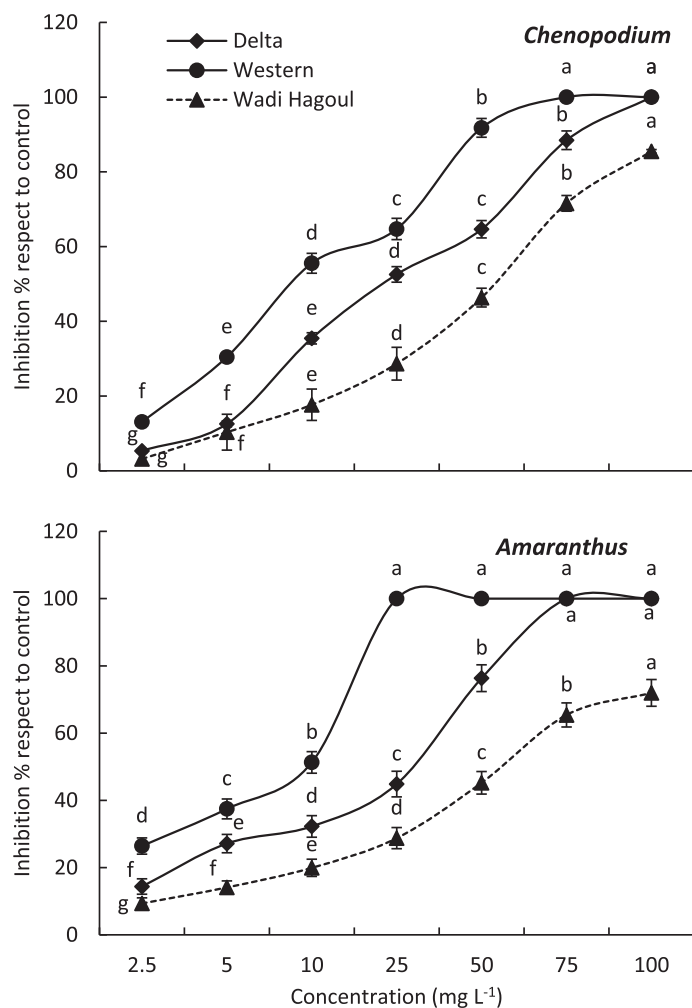 120
100
80
60
40
20
0
Inhibition % respect to control
Delta
Western
Wadi Hagoul
Chenopodium
f e d c b a a
g f e d c b
g f e d c b a
120
100
80
60
40
20
0
Inhibition % respect to control
Amaranthus
d c b a a a a
f e d c b a a
g f e d c b a
2.5 5 10 25 50 75 100
Concentration (mg L-1)